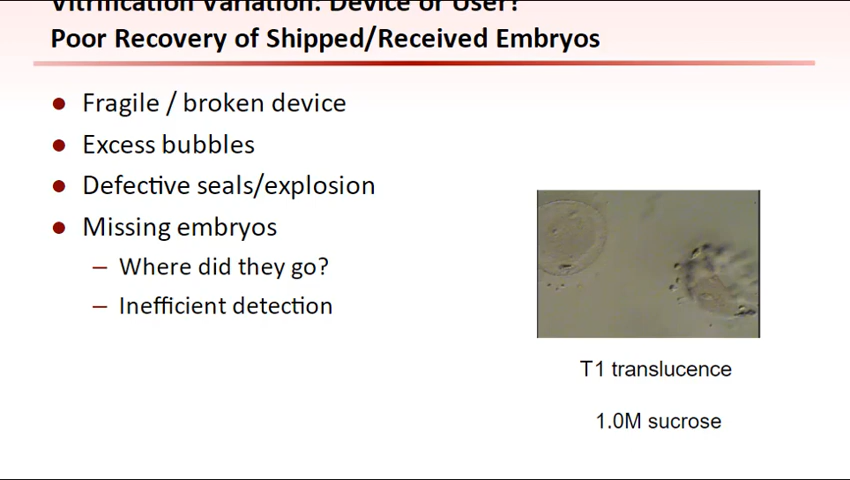 Vitrification Variation: Device or User?
Poor Recovery of Shipped/Received Embryos
Fragile / broken device
Excess bubbles
Defective seals/explosion
Missing embryos
– Where did they go?
– Inefficient detection
T1 translucence
1.0M sucrose